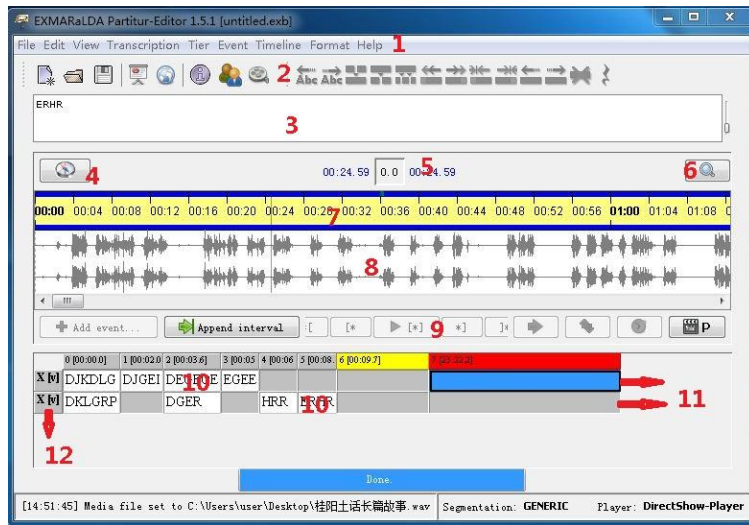 EXMARaLDA Partitur-Editor 1.5.1 [untitled.exb]
File Edit View Transcription Tier Event Timeline Format Help 1
2 Abc Abc
ERHR
3
4 00:24.59 0.0 5 00:24.59 6
00:00 00:04 00:08 00:12 00:16 00:20 00:24 00:28 00:32 00:36 00:40 00:44 00:48 00:52 00:56 01:00 01:04 01:08
7
8
Add event... Append interval :[ [* [*] 9 *] ]: P
0 [00:00.0] 1 [00:02.0 2 [00:03.6] 3 [00:05 4 [00:06 5 [00:08. 6 [00:09.7]
X [v] DJKDLG DJGEI 10 EGEE
X [v] DKLGRP DGER HRR ERHR 10 11
12
Done.
[14:51:45] Media file set to C:\Users\user\Desktop\桂阳土话长篇故事.wav Segmentation: GENERIC Player: DirectShow-Player